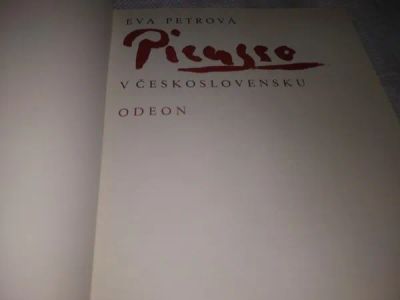 EVA PETROVÁ
Picasso
V ČESKOSLOVENSKU
ODEON